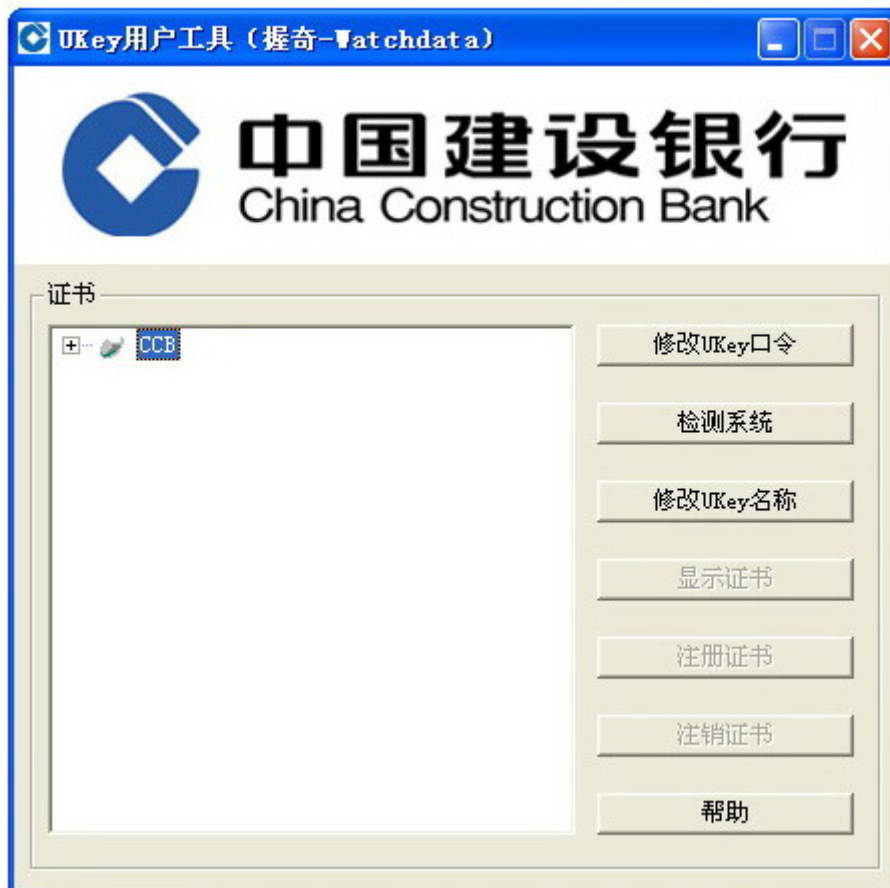 UKey用户工具（握奇-Watchdata）
中国建设银行
China Construction Bank
证书
CCB
修改UKey口令
检测系统
修改UKey名称
显示证书
注册证书
注销证书
帮助